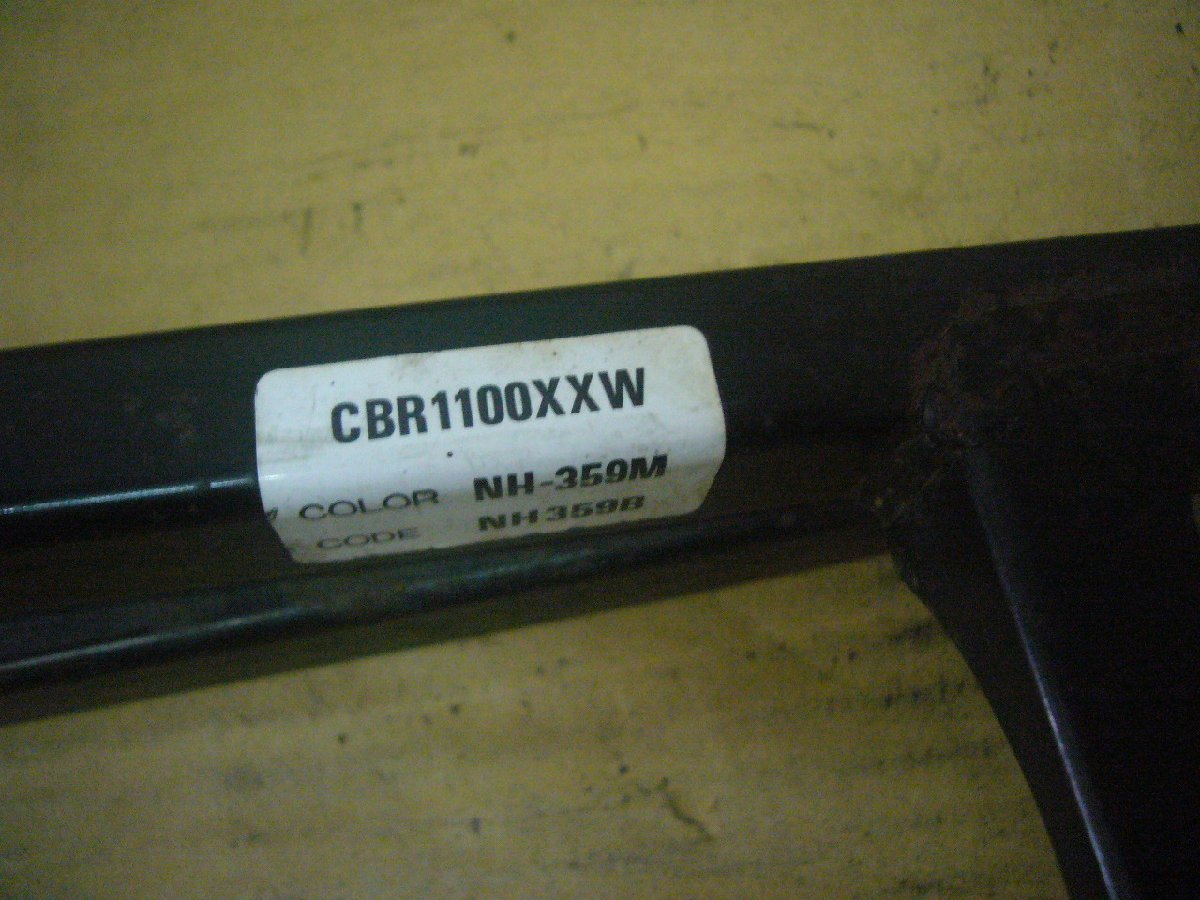 CBR1100XXW
COLOR NH-359M
CODE NH359B